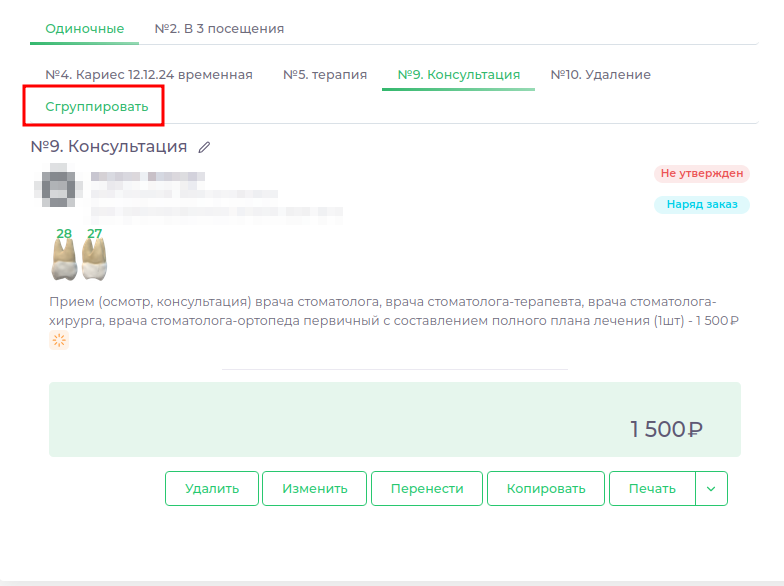 Одиночные №2. В 3 посещения
№4. Кариес 12.12.24 временная №5. терапия №9. Консультация №10. Удаление
Сгруппировать
№9. Консультация
Не утвержден
Наряд заказ
28 27
Прием (осмотр, консультация) врача стоматолога, врача стоматолога-терапевта, врача стоматолога-
хирурга, врача стоматолога-ортопеда первичный с составлением полного плана лечения (1шт) - 1 500₽
1 500₽
Удалить Изменить Перенести Копировать Печать